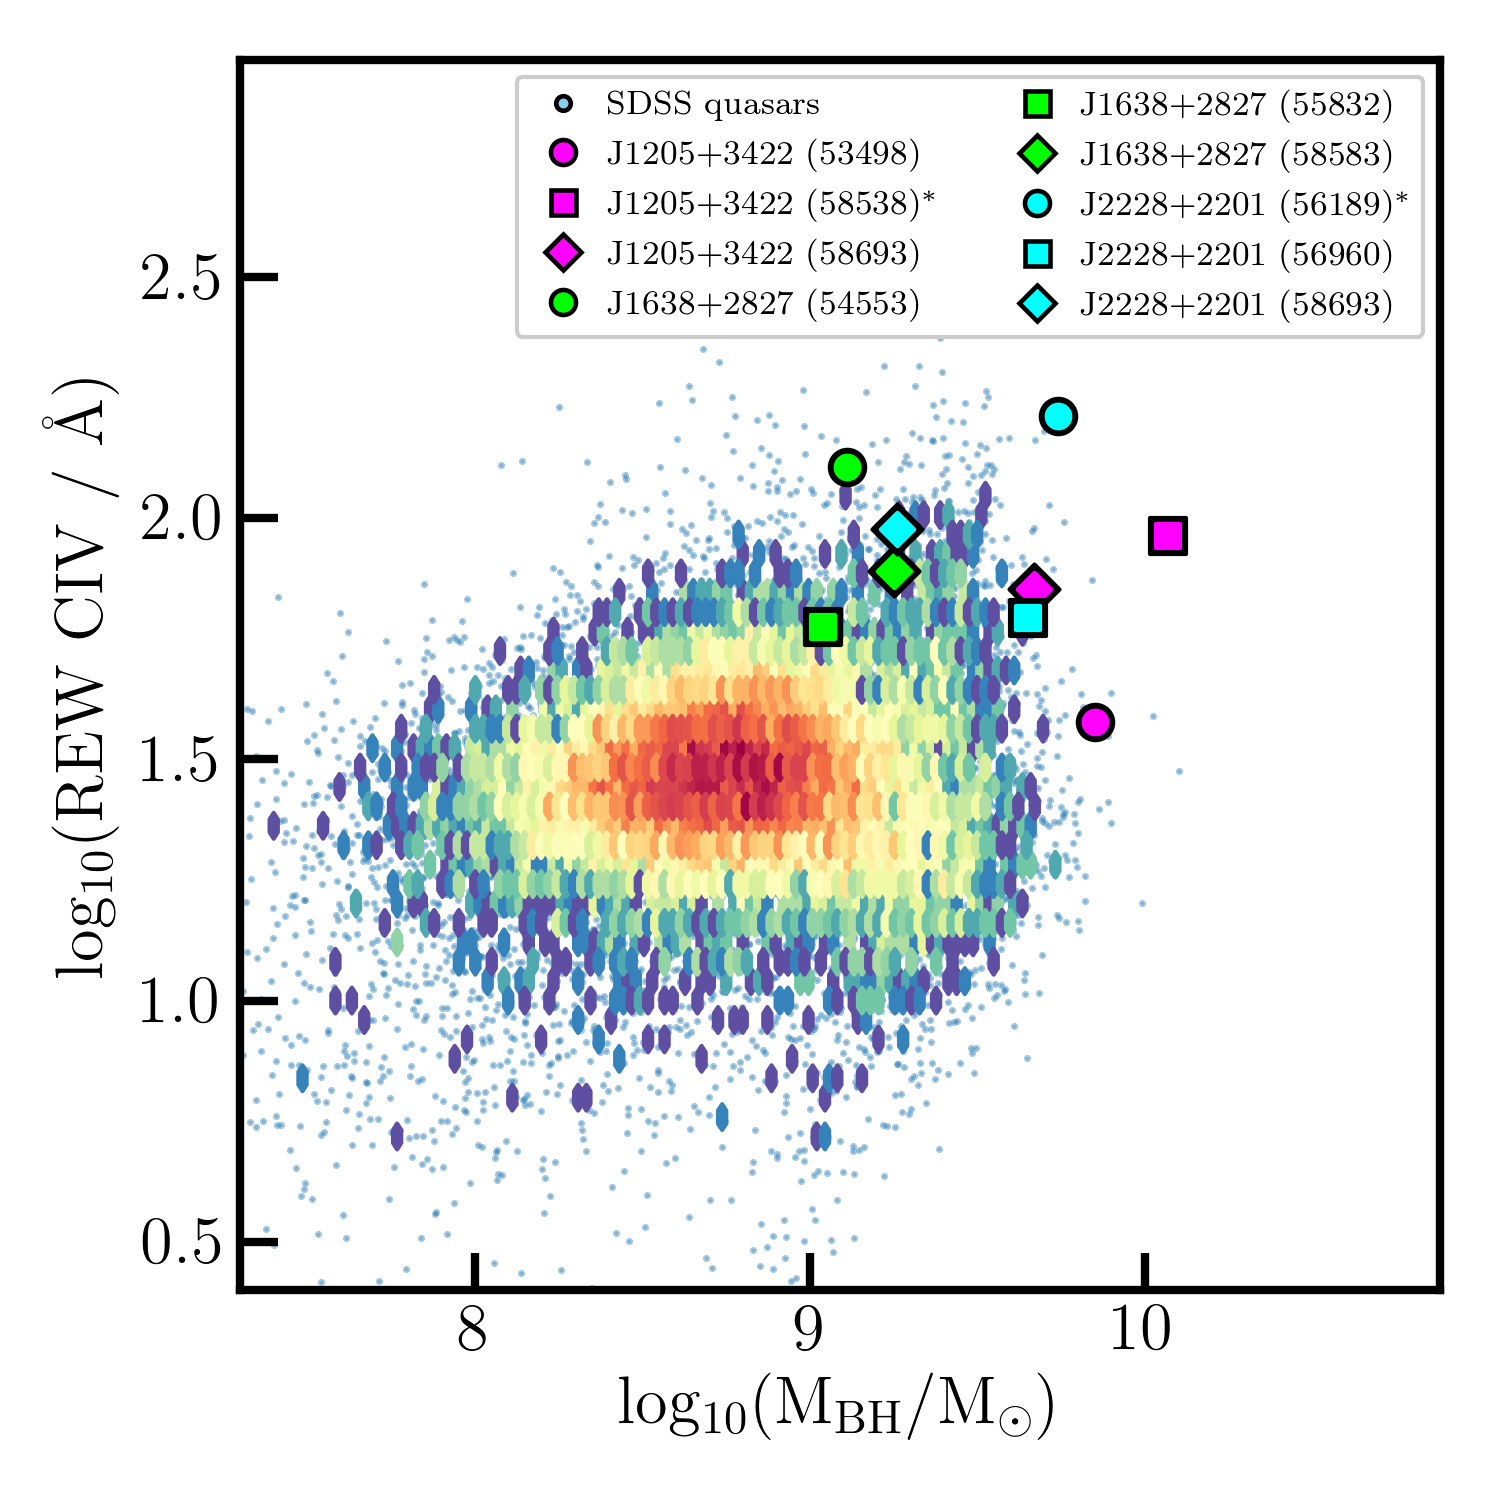 SDSS quasars
J1205+3422 (53498)
J1205+3422 (58538)*
J1205+3422 (58693)
J1638+2827 (54553)
J1638+2827 (55832)
J1638+2827 (58583)
J2228+2201 (56189)*
J2228+2201 (56960)
J2228+2201 (58693)
log₁₀(REW CIV / Å)
2.5
2.0
1.5
1.0
0.5
8 9 10
log₁₀(M_BH/M_⊙)